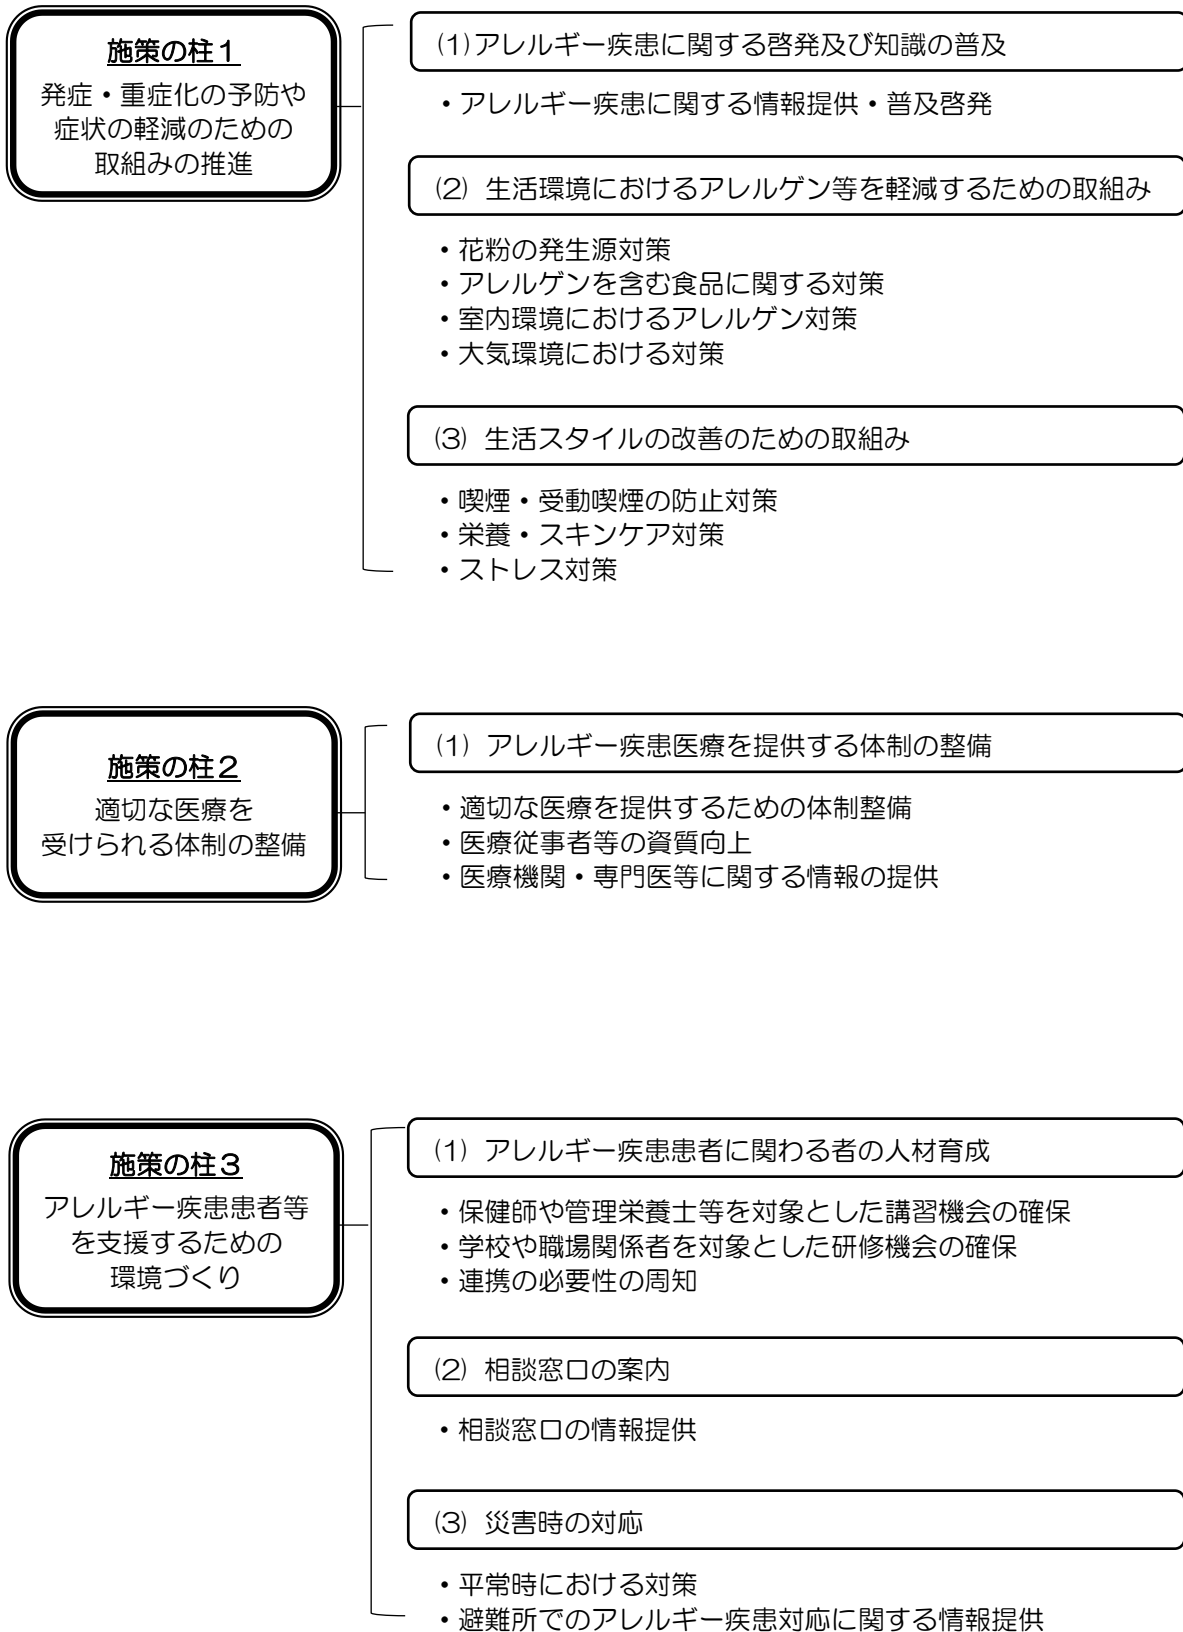 施策の柱１
発症・重症化の予防や
症状の軽減のための
取組みの推進
(1)アレルギー疾患に関する啓発及び知識の普及
・アレルギー疾患に関する情報提供・普及啓発
(2) 生活環境におけるアレルゲン等を軽減するための取組み
・花粉の発生源対策
・アレルゲンを含む食品に関する対策
・室内環境におけるアレルゲン対策
・大気環境における対策
(3) 生活スタイルの改善のための取組み
・喫煙・受動喫煙の防止対策
・栄養・スキンケア対策
・ストレス対策
施策の柱２
適切な医療を
受けられる体制の整備
(1) アレルギー疾患医療を提供する体制の整備
・適切な医療を提供するための体制整備
・医療従事者等の資質向上
・医療機関・専門医等に関する情報の提供
施策の柱３
アレルギー疾患患者等
を支援するための
環境づくり
(1) アレルギー疾患患者に関わる者の人材育成
・保健師や管理栄養士等を対象とした講習機会の確保
・学校や職場関係者を対象とした研修機会の確保
・連携の必要性の周知
(2) 相談窓口の案内
・相談窓口の情報提供
(3) 災害時の対応
・平常時における対策
・避難所でのアレルギー疾患対応に関する情報提供